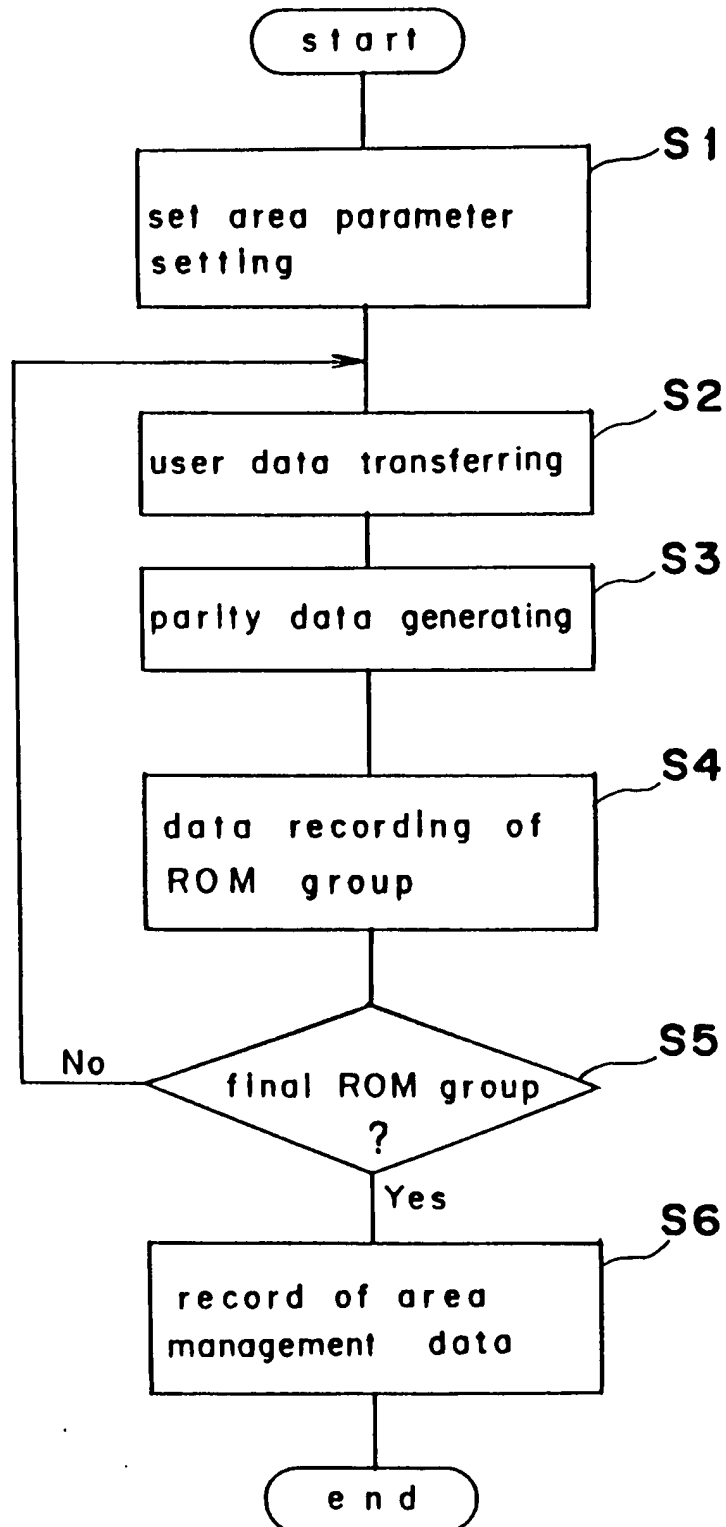 start
S1
set area parameter
setting
S2
user data transferring
S3
parity data generating
S4
data recording of
ROM group
S5
No
final ROM group
?
Yes
S6
record of area
management data
end